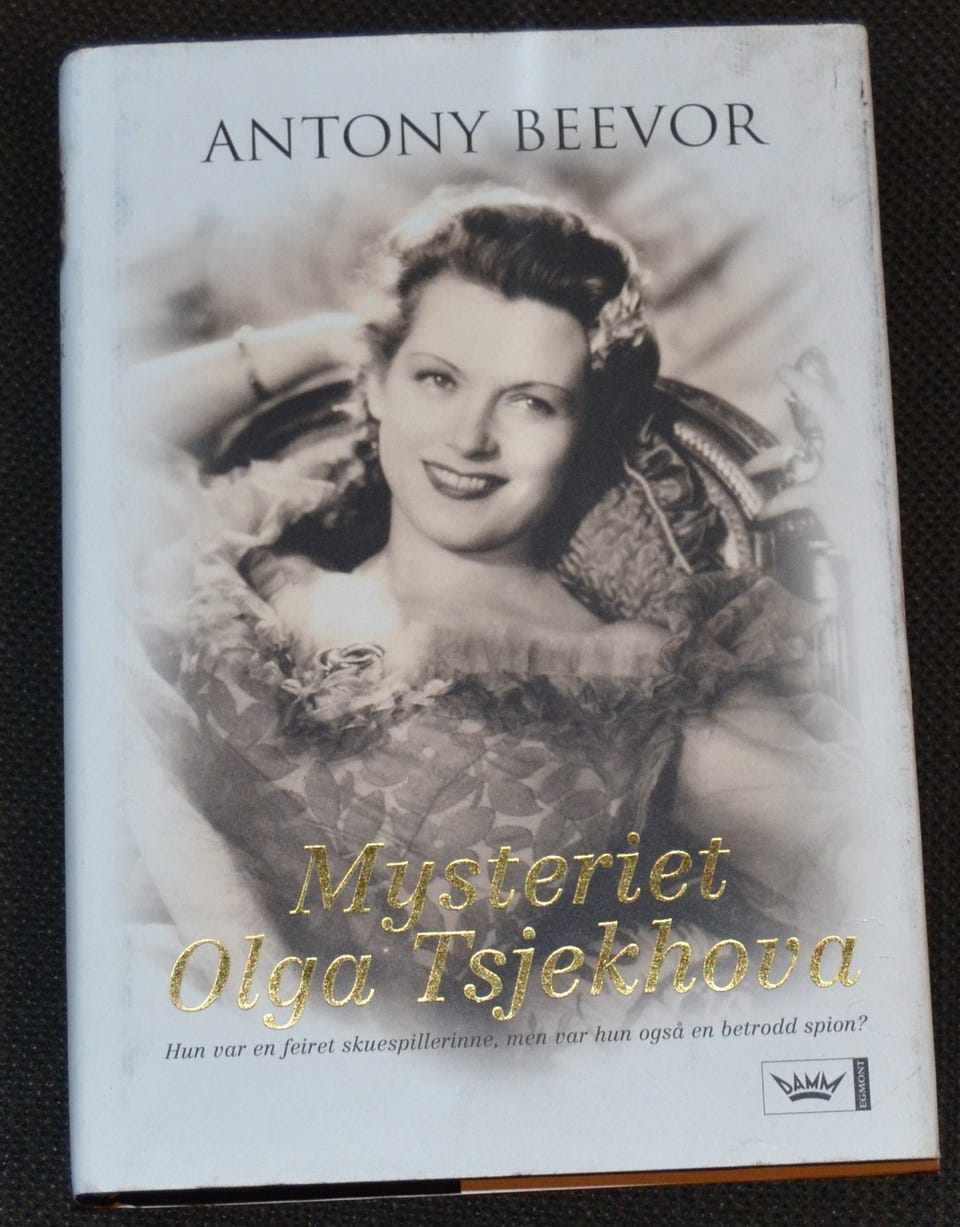 ANTONY BEEVOR
Mysteriet
Olga Tsjekhova
Hun var en feiret skuespillerinne, men var hun også en betrodd spion?
DAMM
EGMONT